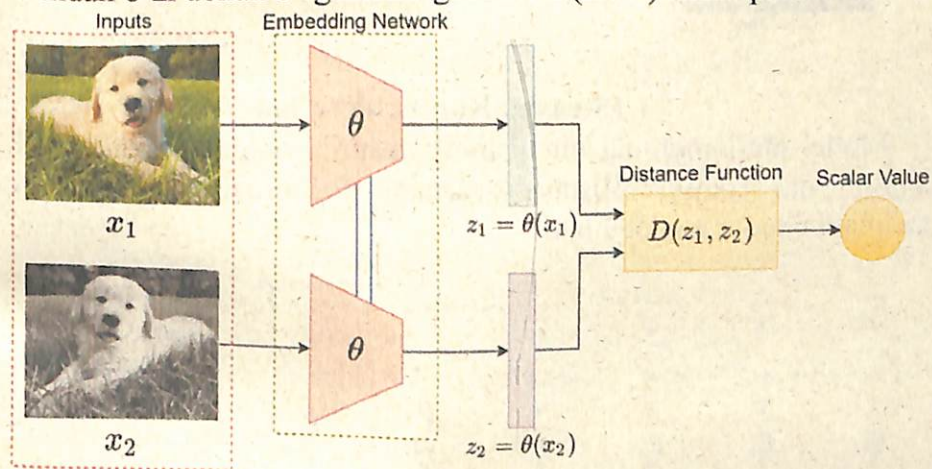 Inputs
Embedding Network
θ
x₁
z₁ = θ(x₁)
Distance Function
D(z₁, z₂)
Scalar Value
θ
x₂
z₂ = θ(x₂)